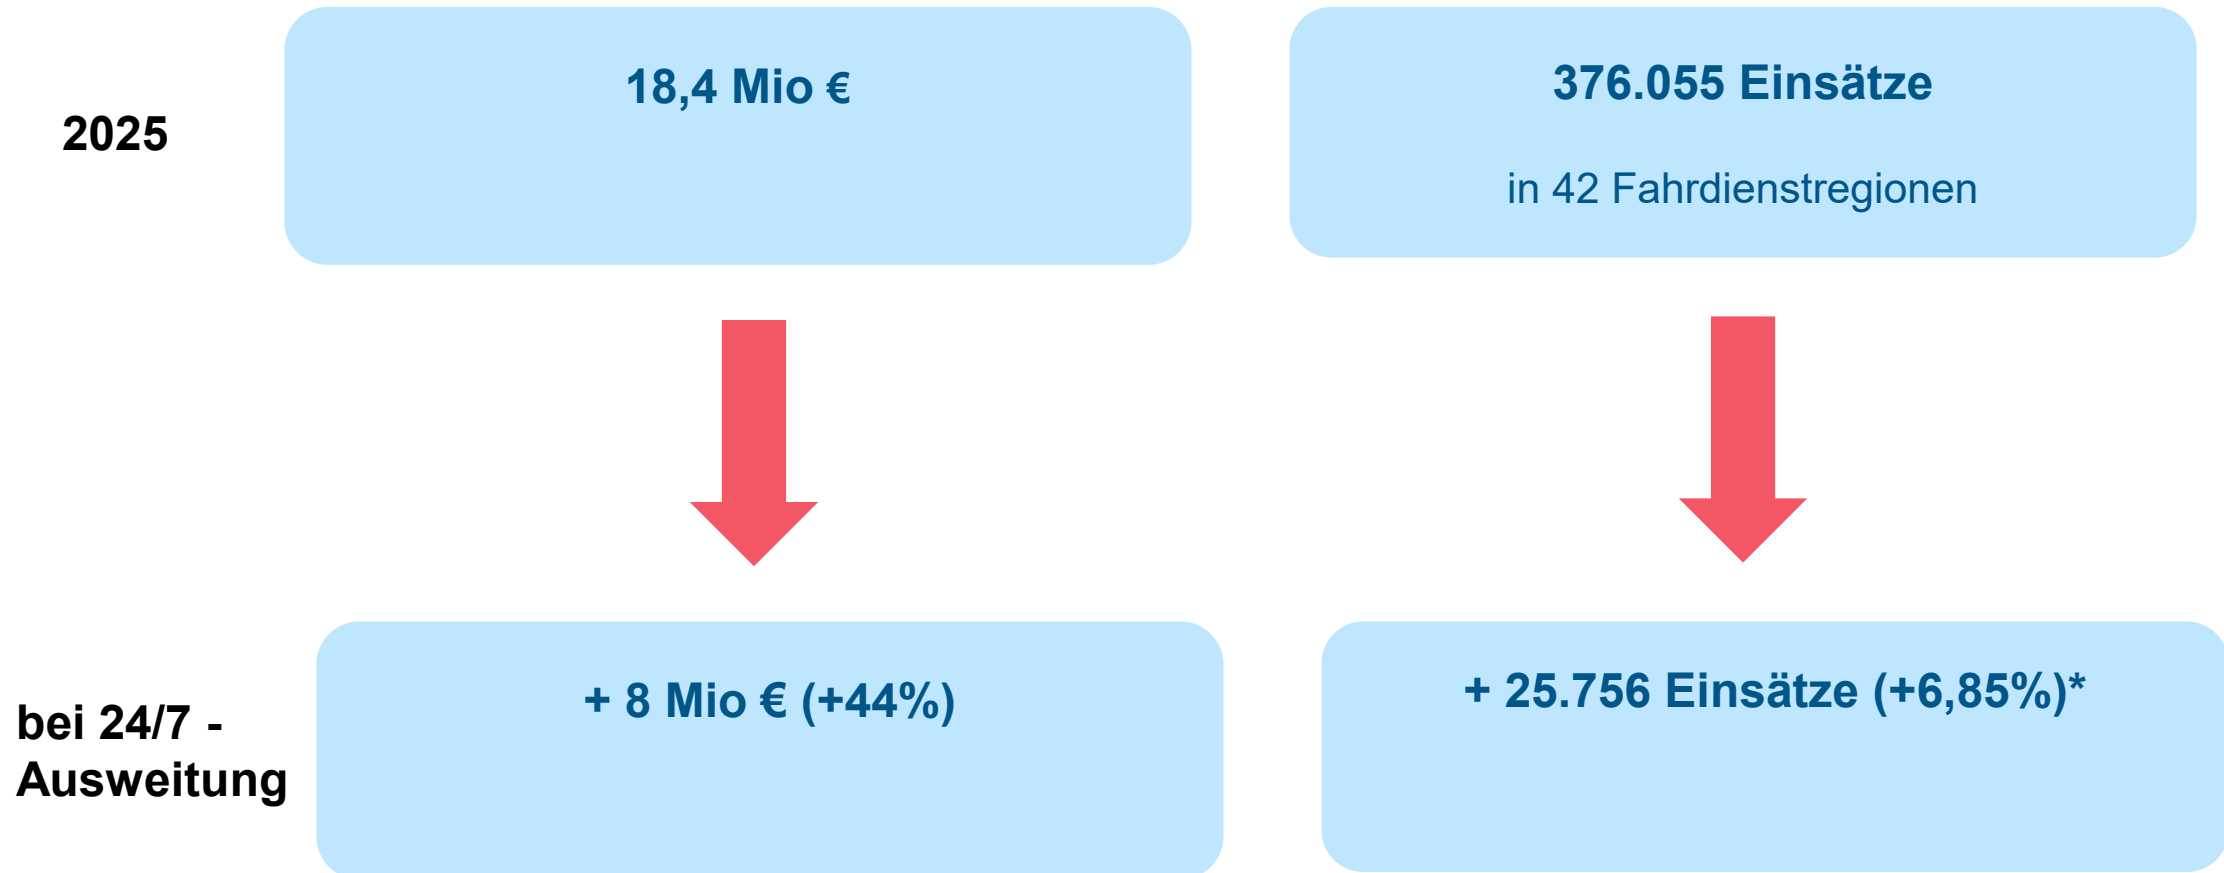 2025
18,4 Mio €
376.055 Einsätze
in 42 Fahrdienstregionen
bei 24/7 -
Ausweitung
+ 8 Mio € (+44%)
+ 25.756 Einsätze (+6,85%)*